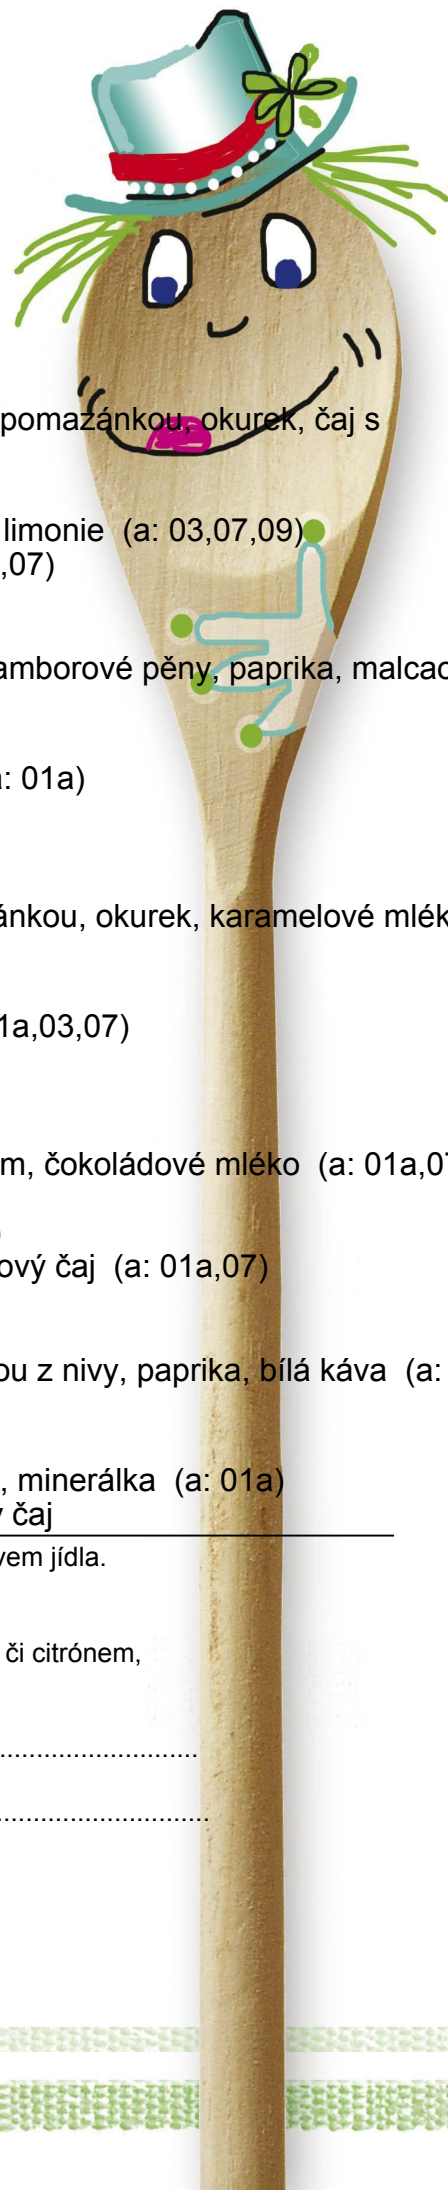 pomazánkou, okurek, čaj s
limonie (a: 03,07,09)
,07)
amborové pěny, paprika, malcao
: 01a)
ánkou, okurek, karamelové mlék
1a,03,07)
m, čokoládové mléko (a: 01a,07
)
ový čaj (a: 01a,07)
ou z nivy, paprika, bílá káva (a:
, minerálka (a: 01a)
čaj
vem jídla.
či citrónem,